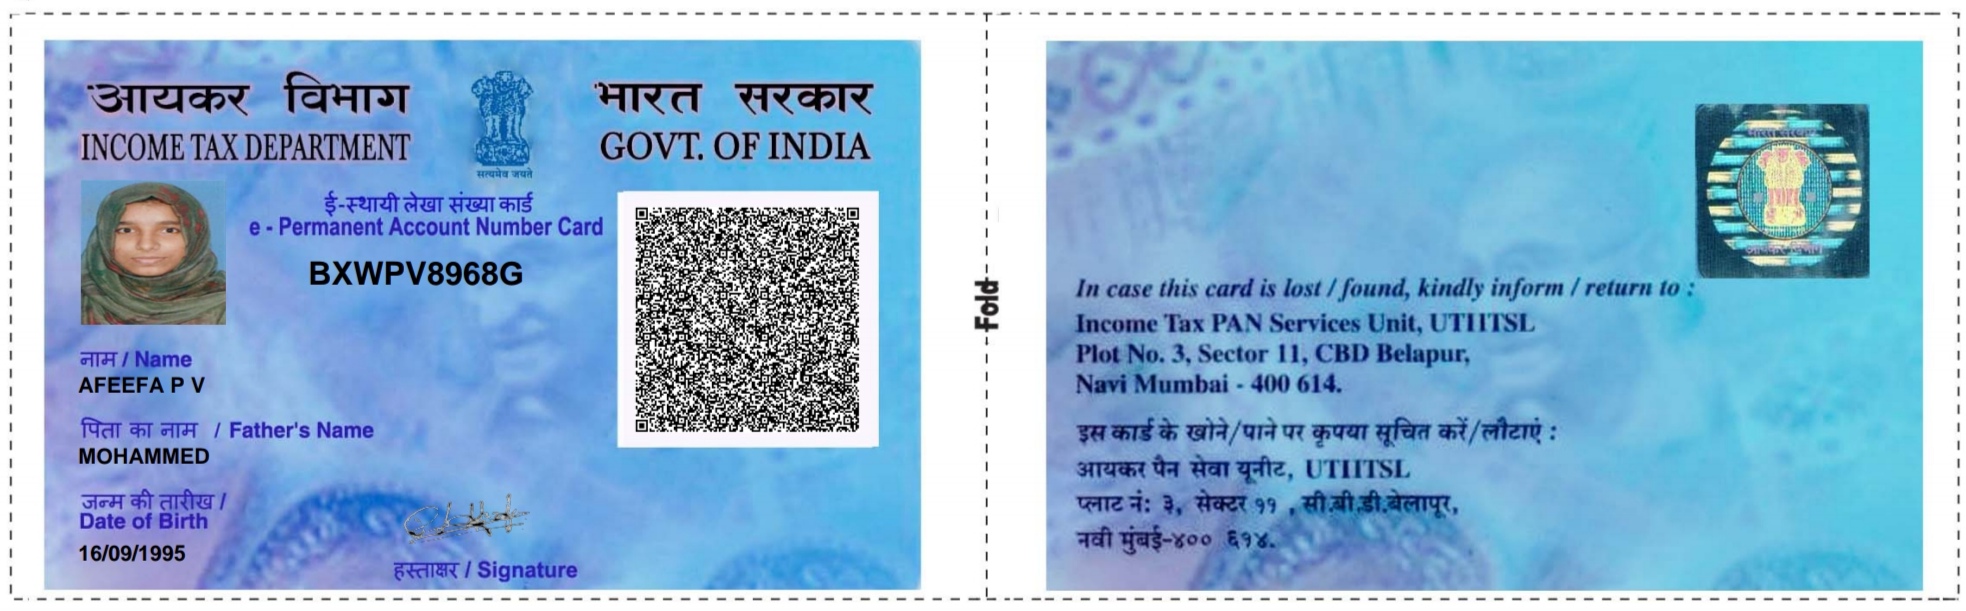 आयकर विभाग
INCOME TAX DEPARTMENT
सत्यमेव जयते
भारत सरकार
GOVT. OF INDIA
ई-स्थायी लेखा संख्या कार्ड
e - Permanent Account Number Card
BXWPV8968G
नाम / Name
AFEEFA P V
पिता का नाम / Father's Name
MOHAMMED
जन्म की तारीख /
Date of Birth
16/09/1995
हस्ताक्षर / Signature
Fold
In case this card is lost / found, kindly inform / return to :
Income Tax PAN Services Unit, UTIITSL
Plot No. 3, Sector 11, CBD Belapur,
Navi Mumbai - 400 614.
इस कार्ड के खोने/पाने पर कृपया सूचित करें/लौटाएं :
आयकर पैन सेवा यूनीट, UTIITSL
प्लाट नं: ३, सेक्टर ११ , सी.बी.डी.बेलापूर,
नवी मुंबई-४०० ६१४.